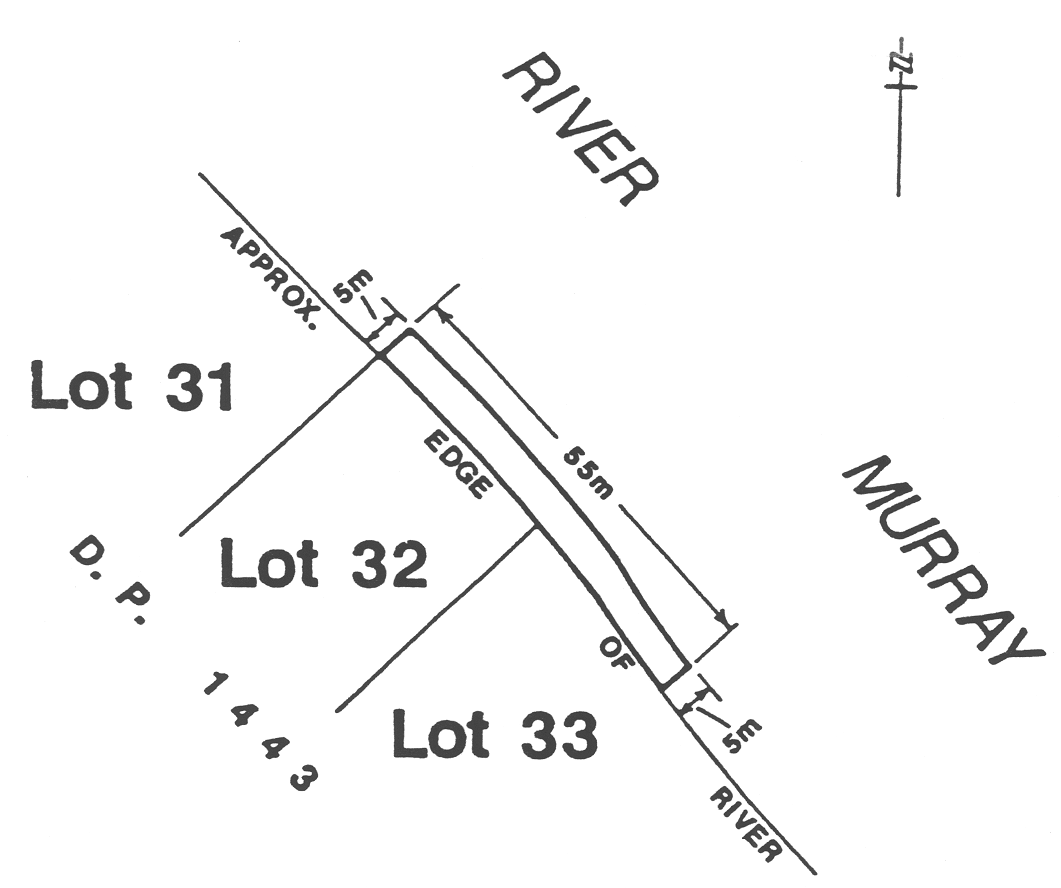 RIVER
N
APPROX.
5m
Lot 31
55m
EDGE
MURRAY
D. P.
Lot 32
OF
1443
Lot 33
5m
RIVER